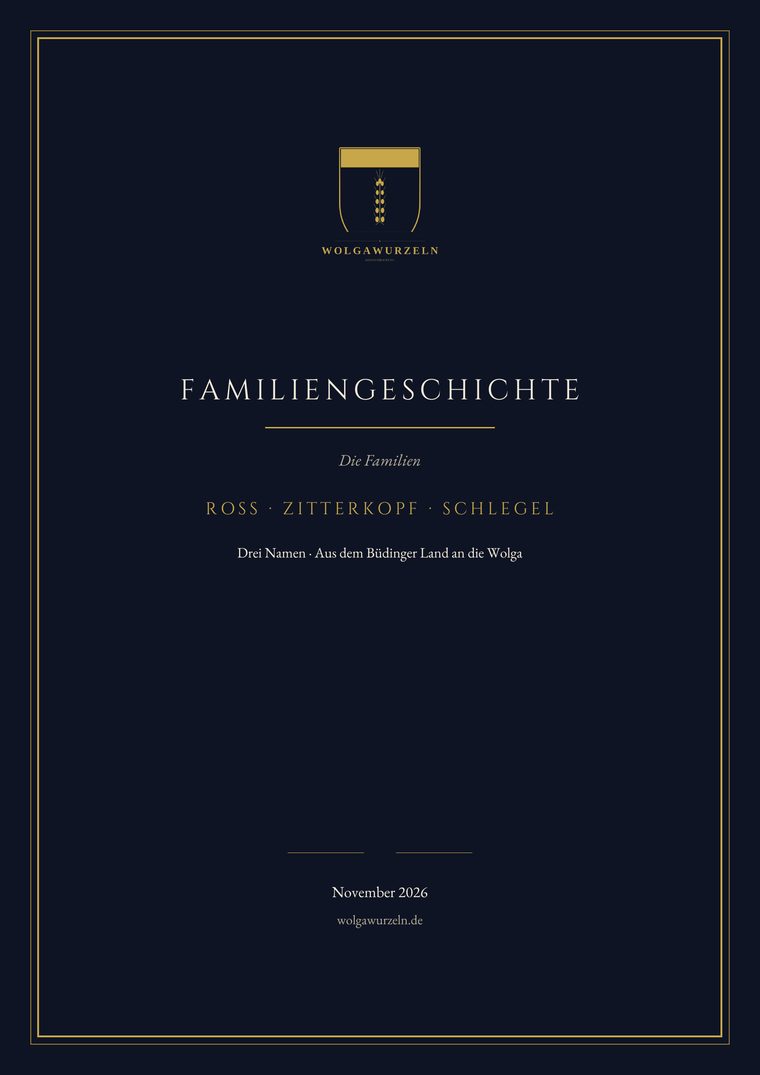 WOLGAWURZELN
FAMILIENGESCHICHTE
Die Familien
ROSS · ZITTERKOPF · SCHLEGEL
Drei Namen · Aus dem Büdinger Land an die Wolga
November 2026
wolgawurzeln.de